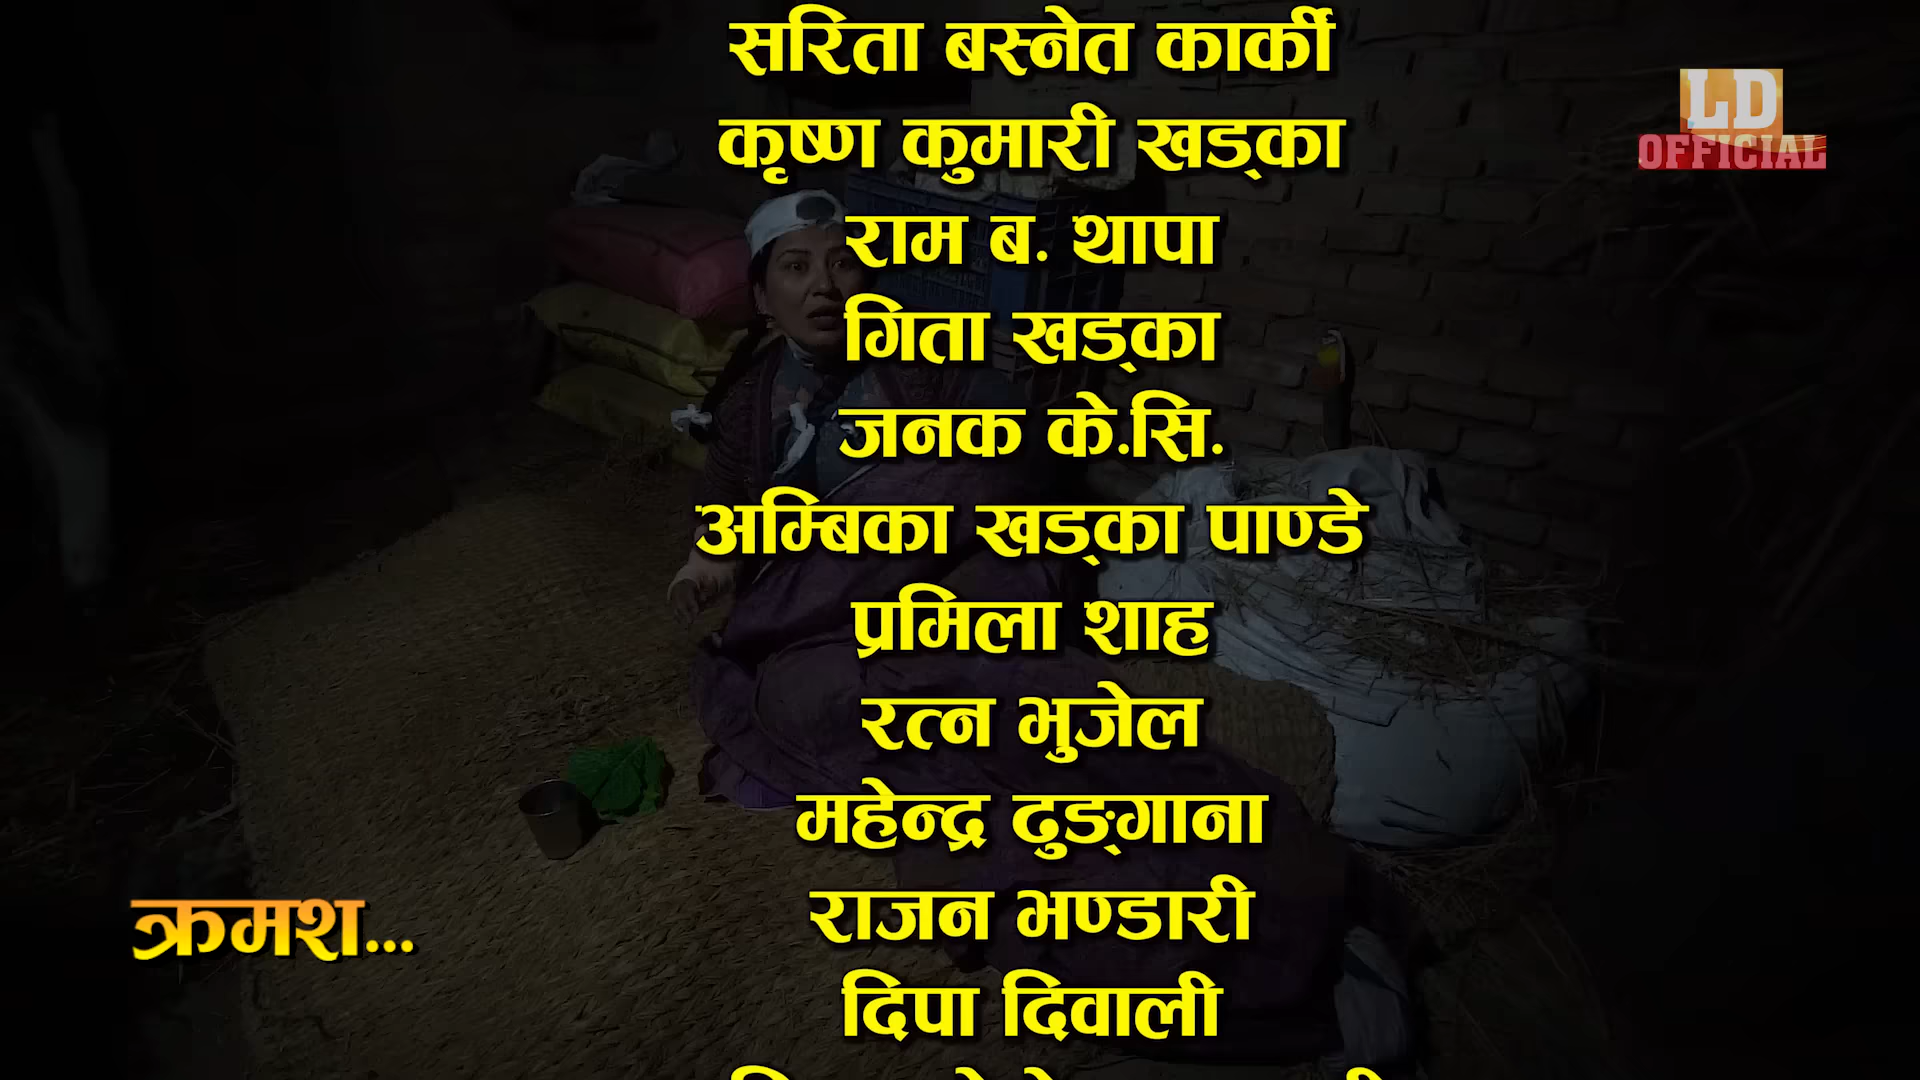 सरिता बस्नेत कार्की
कृष्ण कुमारी खड्का
LD
OFFICIAL
राम ब. थापा
गिता खड्का
जनक के.सि.
अम्बिका खड्का पाण्डे
प्रमिला शाह
रत्न भुजेल
महेन्द्र ढुङ्गाना
राजन भण्डारी
क्रमश...
दिपा दिवाली